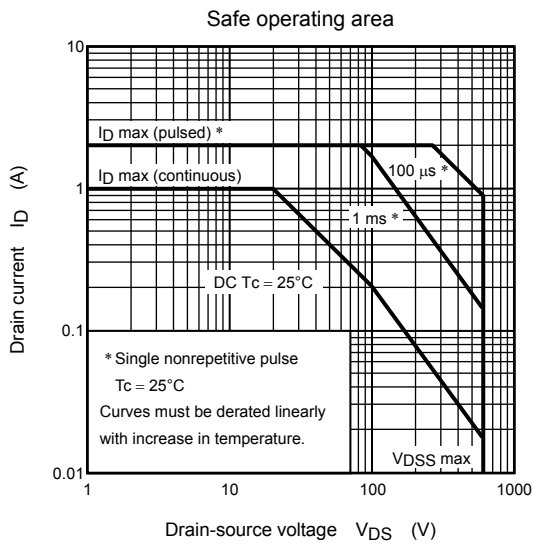 Safe operating area
10
1
0.1
0.01
Drain current I_D (A)
I_D max (pulsed) *
I_D max (continuous)
100 μs *
1 ms *
DC Tc = 25°C
* Single nonrepetitive pulse
Tc = 25°C
Curves must be derated linearly
with increase in temperature.
V_DSS max
1 10 100 1000
Drain-source voltage V_DS (V)